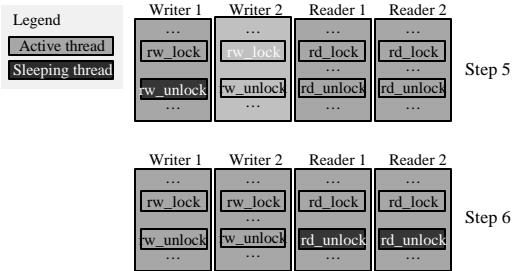 Legend
Active thread
Sleeping thread
Writer 1 Writer 2 Reader 1 Reader 2
... ... ... ...
rw_lock rw_lock rd_lock rd_lock
... ...
rw_unlock rw_unlock rd_unlock rd_unlock
... ... ... ...
Step 5
Writer 1 Writer 2 Reader 1 Reader 2
... ... ... ...
rw_lock rw_lock rd_lock rd_lock
... ... ... ...
rw_unlock rw_unlock rd_unlock rd_unlock
... ... ... ...
Step 6